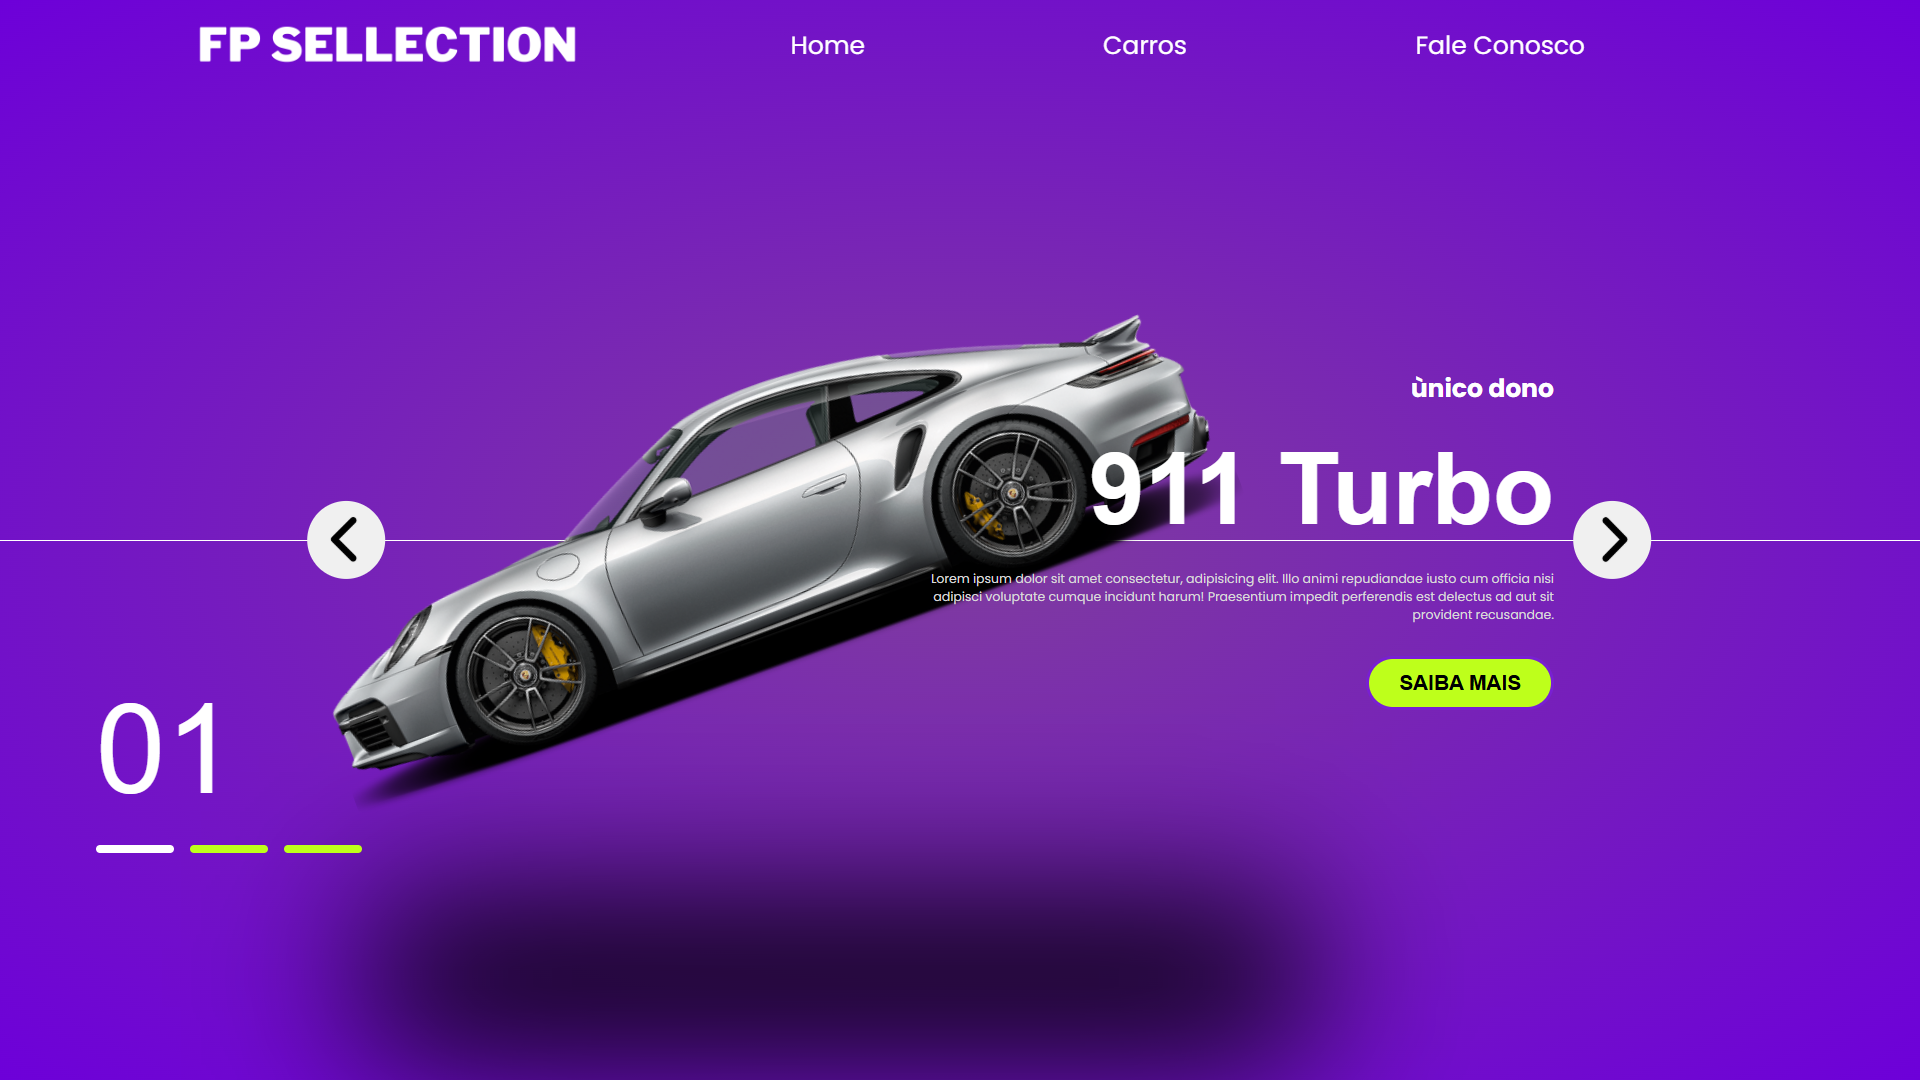 FP SELLECTION
Home
Carros
Fale Conosco
ùnico dono
911 Turbo
Lorem ipsum dolor sit amet consectetur, adipisicing elit. Illo animi repudiandae iusto cum officia nisi
adipisci voluptate cumque incidunt harum! Praesentium impedit perferendis est delectus ad aut sit
provident recusandae.
SAIBA MAIS
01